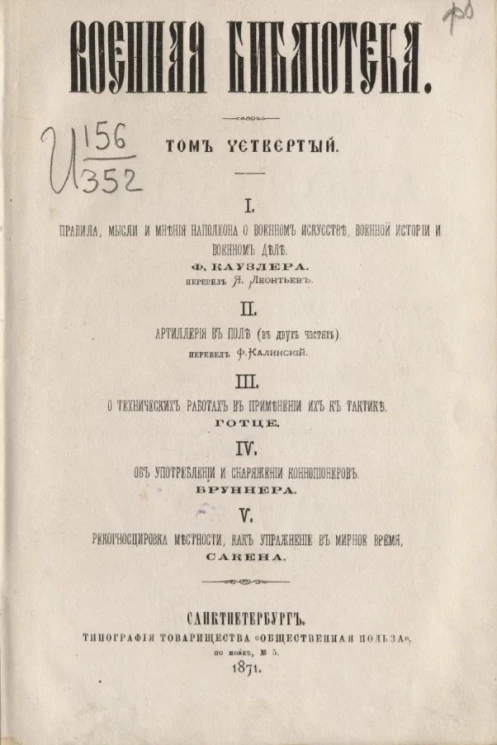 ВОЕННАЯ БИБЛІОТЕКА.
ТОМЪ ЧЕТВЕРТЫЙ.
И 156
352
I.
ПРАВИЛА, МЫСЛИ И МНѢНІЯ НАПОЛЕОНА О ВОЕННОМЪ ИСКУССТВѢ, ВОЕННОЙ ИСТОРІИ И
ВОЕННОМЪ ДѢЛѢ.
Ф. КАУЗЛЕРА.
ПЕРЕВЕЛЪ Я. ЛЕОНТЬЕВЪ.
II.
АРТИЛЛЕРІЯ ВЪ ПОЛѢ (въ двухъ частяхъ).
ПЕРЕВЕЛЪ Ф. КАЛИНСКІЙ.
III.
О ТЕХНИЧЕСКИХЪ РАБОТАХЪ ВЪ ПРИМѢНЕНІИ ИХЪ КЪ ТАКТИКѢ.
ГОТЦЕ.
IV.
ОБЪ УПОТРЕБЛЕНІИ И СНАРЯЖЕНІИ КОННОПІОНЕРОВЪ.
БРУННЕРА.
V.
РЕКОГНОСЦИРОВКА МѢСТНОСТИ, КАКЪ УПРАЖНЕНІЕ ВЪ МИРНОЕ ВРЕМЯ,
САКЕНА.
САНКТПЕТЕРБУРГЪ.
ТИПОГРАФІЯ ТОВАРИЩЕСТВА «ОБЩЕСТВЕННАЯ ПОЛЬЗА»,
ПО МОЙКѢ, № 5.
1871.